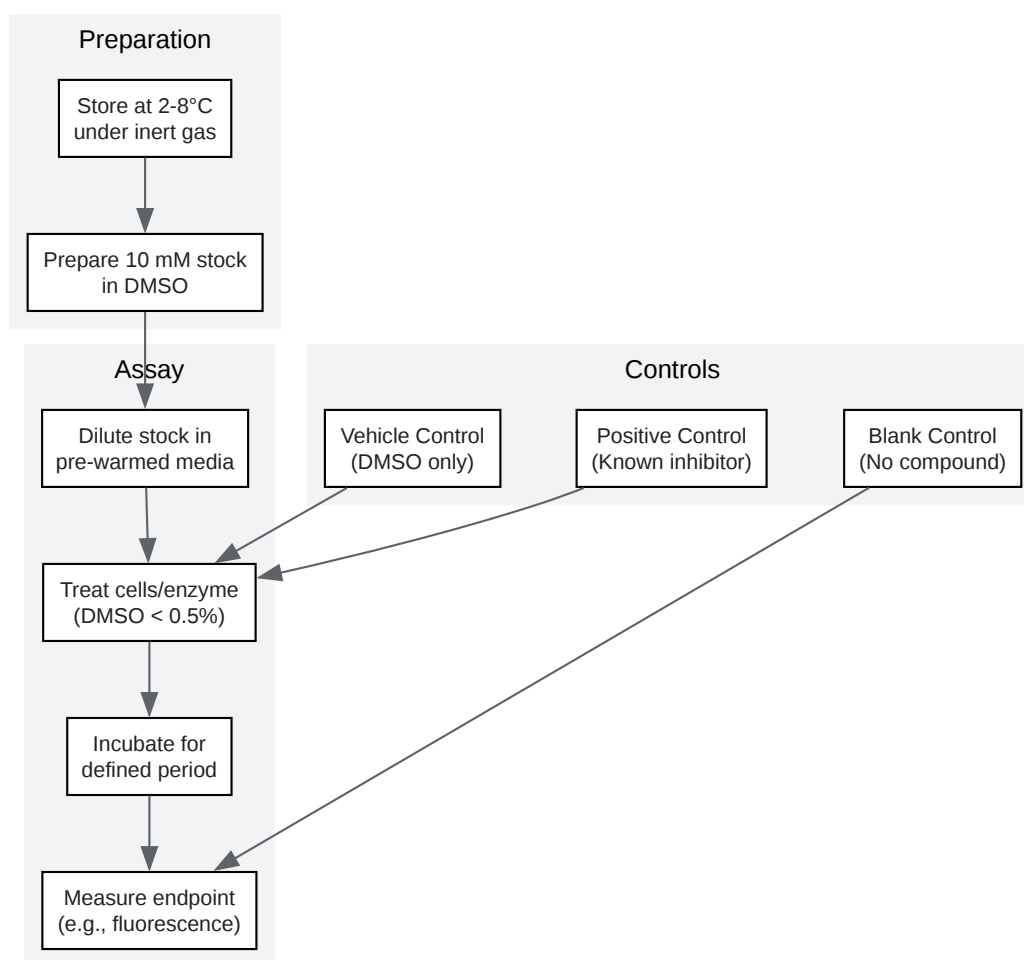 Preparation
Store at 2-8°C
under inert gas
Prepare 10 mM stock
in DMSO
Assay
Dilute stock in
pre-warmed media
Treat cells/enzyme
(DMSO < 0.5%)
Incubate for
defined period
Measure endpoint
(e.g., fluorescence)
Controls
Vehicle Control
(DMSO only)
Positive Control
(Known inhibitor)
Blank Control
(No compound)